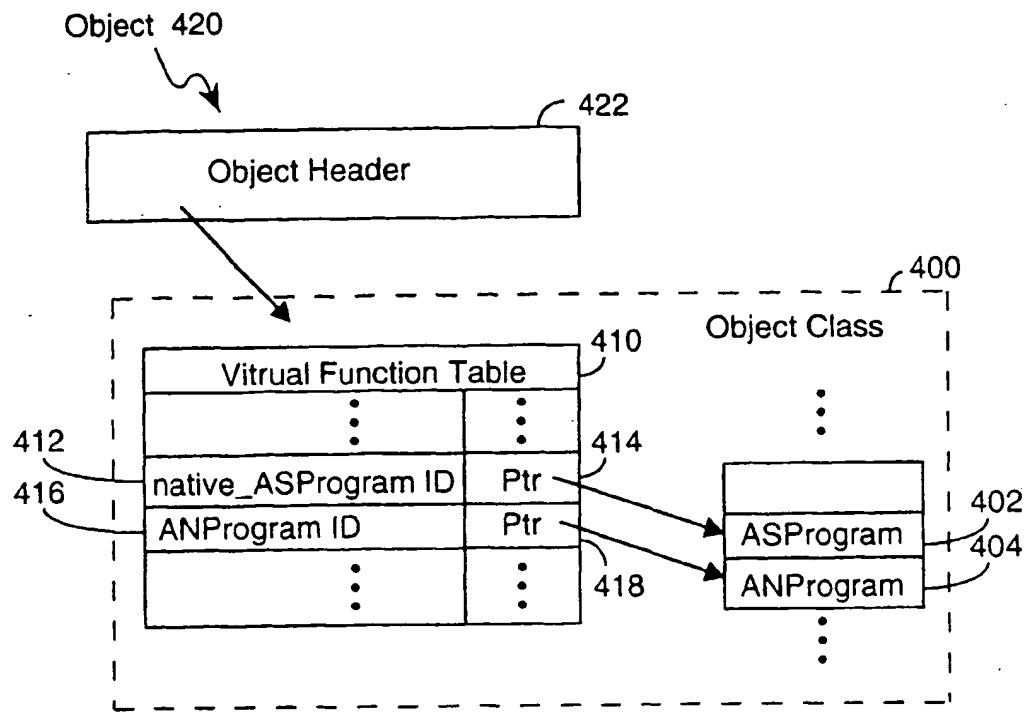 Object 420
422
Object Header
400
Object Class
410
Vitrual Function Table
412
native_ASProgram ID
Ptr
414
416
ANProgram ID
Ptr
418
ASProgram
402
ANProgram
404